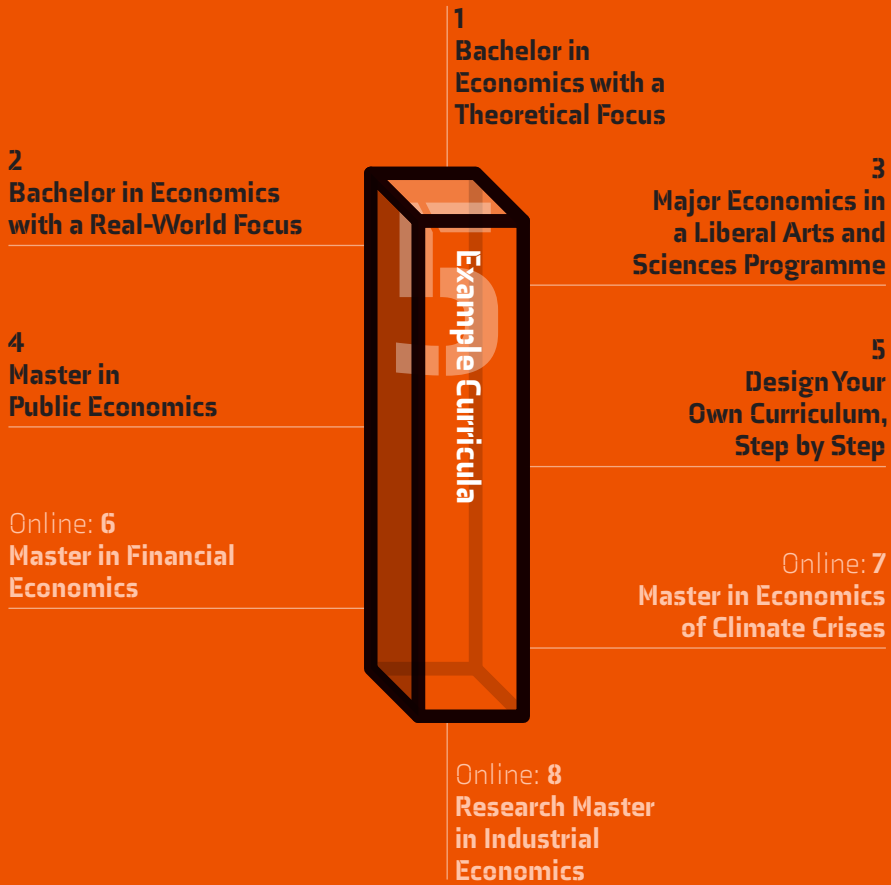 1
Bachelor in
Economics with a
Theoretical Focus
2
Bachelor in Economics
with a Real-World Focus
3
Major Economics in
a Liberal Arts and
Sciences Programme
Example Curricula
4
Master in
Public Economics
5
Design Your
Own Curriculum,
Step by Step
Online: 6
Master in Financial
Economics
Online: 7
Master in Economics
of Climate Crises
Online: 8
Research Master
in Industrial
Economics